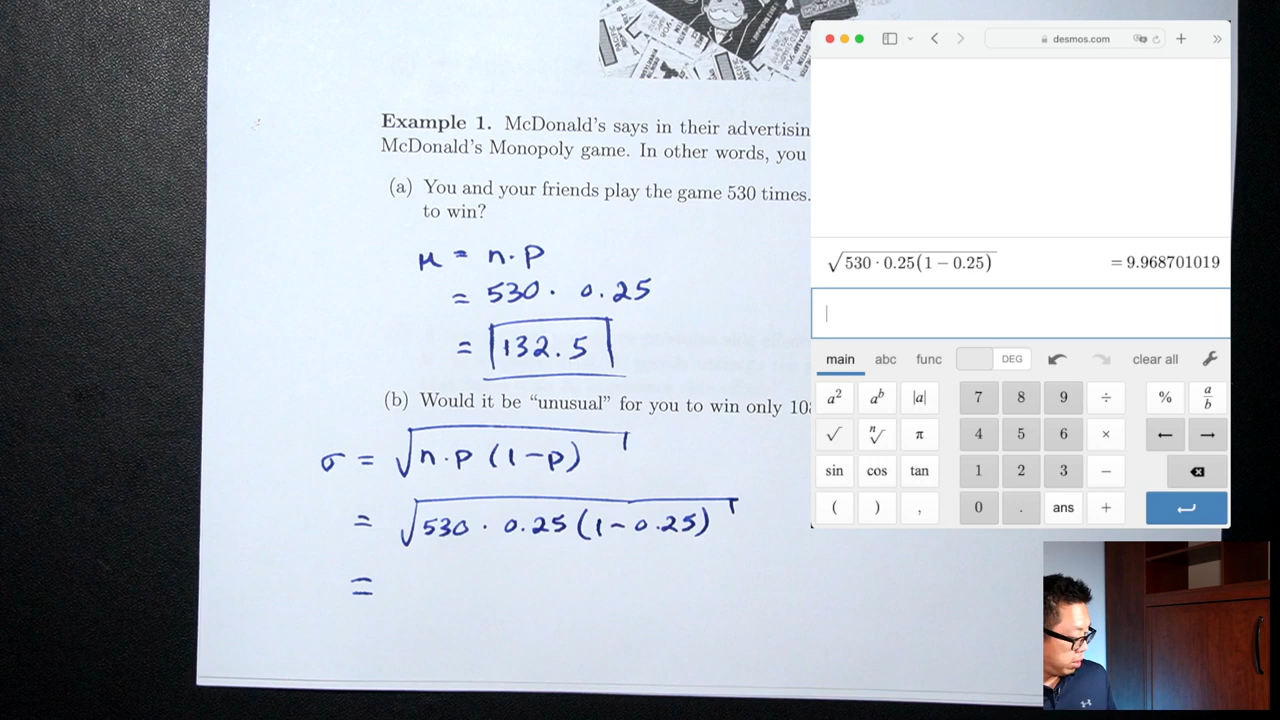 desmos.com
Example 1. McDonald's says in their advertisin
McDonald's Monopoly game. In other words, you
(a) You and your friends play the game 530 times.
to win?
μ = n·p
= 530 · 0.25
= 132.5
(b) Would it be "unusual" for you to win only 10
σ = √n·p (1-p)
= √530 · 0.25 (1-0.25)
=
√530 · 0.25(1 − 0.25) = 9.968701019
main abc func DEG clear all
a² aᵇ |a| 7 8 9 ÷ % a/b
√ ⁿ√ π 4 5 6 × ← →
sin cos tan 1 2 3 −
( ) , 0 . ans +